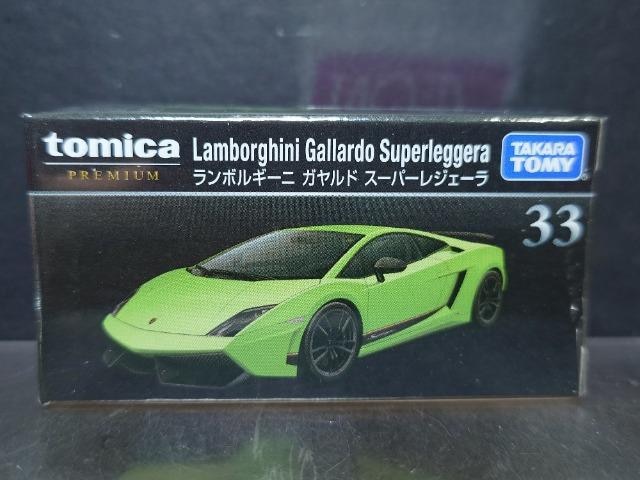 tomica
PREMIUM
Lamborghini Gallardo Superleggera
ランボルギーニ ガヤルド スーパーレジェーラ
TAKARA
TOMY
33